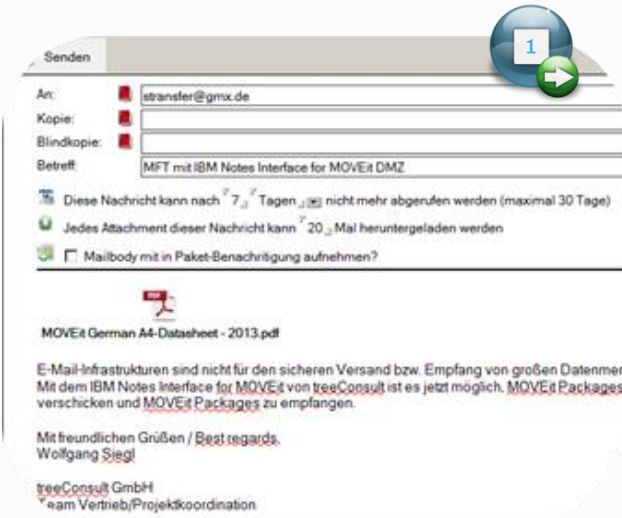 1
Senden
An: stransfer@gmx.de
Kopie:
Blindkopie:
Betreff: MFT mit IBM Notes Interface for MOVEit DMZ
Diese Nachricht kann nach 7 Tagen nicht mehr abgerufen werden (maximal 30 Tage)
Jedes Attachment dieser Nachricht kann 20 Mal heruntergeladen werden
Mailbody mit in Paket-Benachritigung aufnehmen?
PDF
MOVEit German A4-Datasheet - 2013.pdf
E-Mail-Infrastrukturen sind nicht für den sicheren Versand bzw. Empfang von großen Datenmen
Mit dem IBM Notes Interface for MOVEit von treeConsult ist es jetzt möglich, MOVEit Packages
verschicken und MOVEit Packages zu empfangen.
Mit freundlichen Grüßen / Best regards,
Wolfgang Siegl
treeConsult GmbH
Team Vertrieb/Projektkoordination